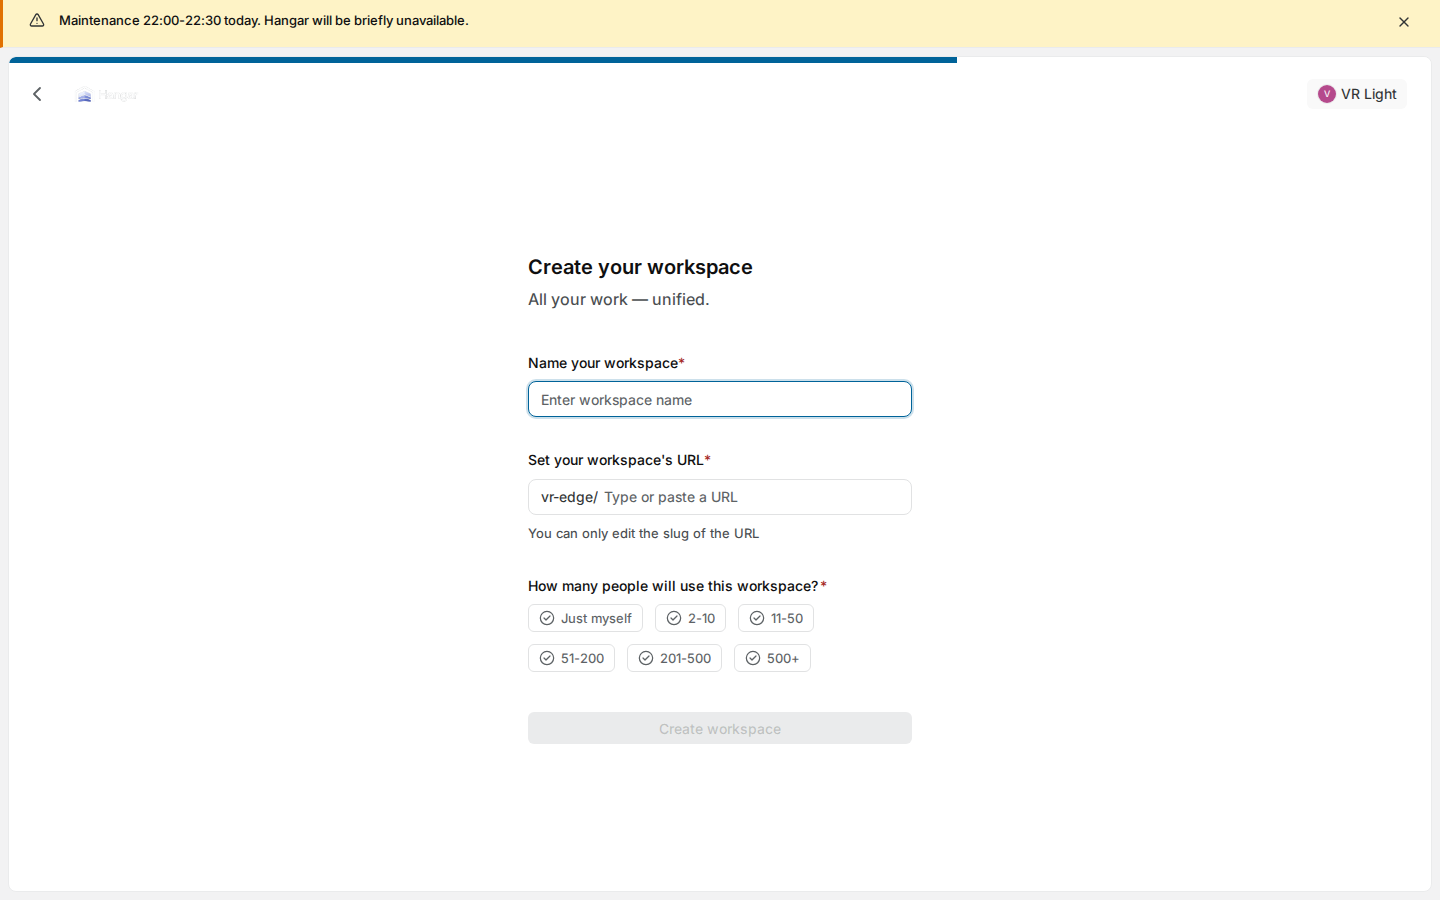 Maintenance 22:00-22:30 today. Hangar will be briefly unavailable.
Hangar
V VR Light
Create your workspace
All your work — unified.
Name your workspace*
Enter workspace name
Set your workspace's URL*
vr-edge/ Type or paste a URL
You can only edit the slug of the URL
How many people will use this workspace?*
Just myself 2-10 11-50
51-200 201-500 500+
Create workspace